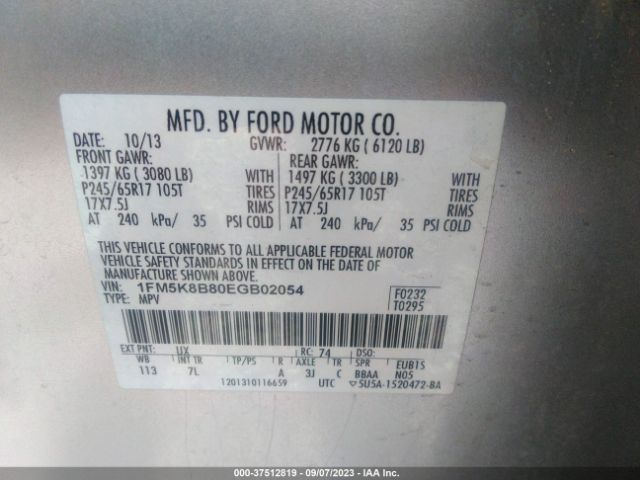 MFD. BY FORD MOTOR CO.
DATE: 10/13 GVWR: 2776 KG ( 6120 LB)
FRONT GAWR: REAR GAWR:
1397 KG ( 3080 LB) WITH 1497 KG ( 3300 LB) WITH
P245/65R17 105T TIRES P245/65R17 105T TIRES
17X7.5J RIMS 17X7.5J RIMS
AT 240 kPa/ 35 PSI COLD AT 240 kPa/ 35 PSI COLD
THIS VEHICLE CONFORMS TO ALL APPLICABLE FEDERAL MOTOR
VEHICLE SAFETY STANDARDS IN EFFECT ON THE DATE OF
MANUFACTURE SHOWN ABOVE.
VIN: 1FM5K8B80EGB02054 F0232
TYPE: MPV T0295
EXT PNT: UX RC: 74 DSO:
WB INT TR TP/PS R AXLE TR SPR EUB1S
113 7L A 3J C BBAA N05
1201310116659 UTC ▽5U5A-1520472-BA
000-37512819 - 09/07/2023 - IAA Inc.